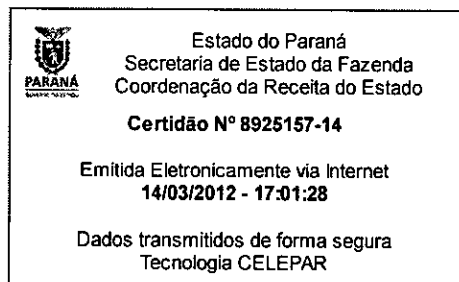 Estado do Paraná
Secretaria de Estado da Fazenda
Coordenação da Receita do Estado
PARANÁ
Certidão Nº 8925157-14
Emitida Eletronicamente via Internet
14/03/2012 - 17:01:28
Dados transmitidos de forma segura
Tecnologia CELEPAR